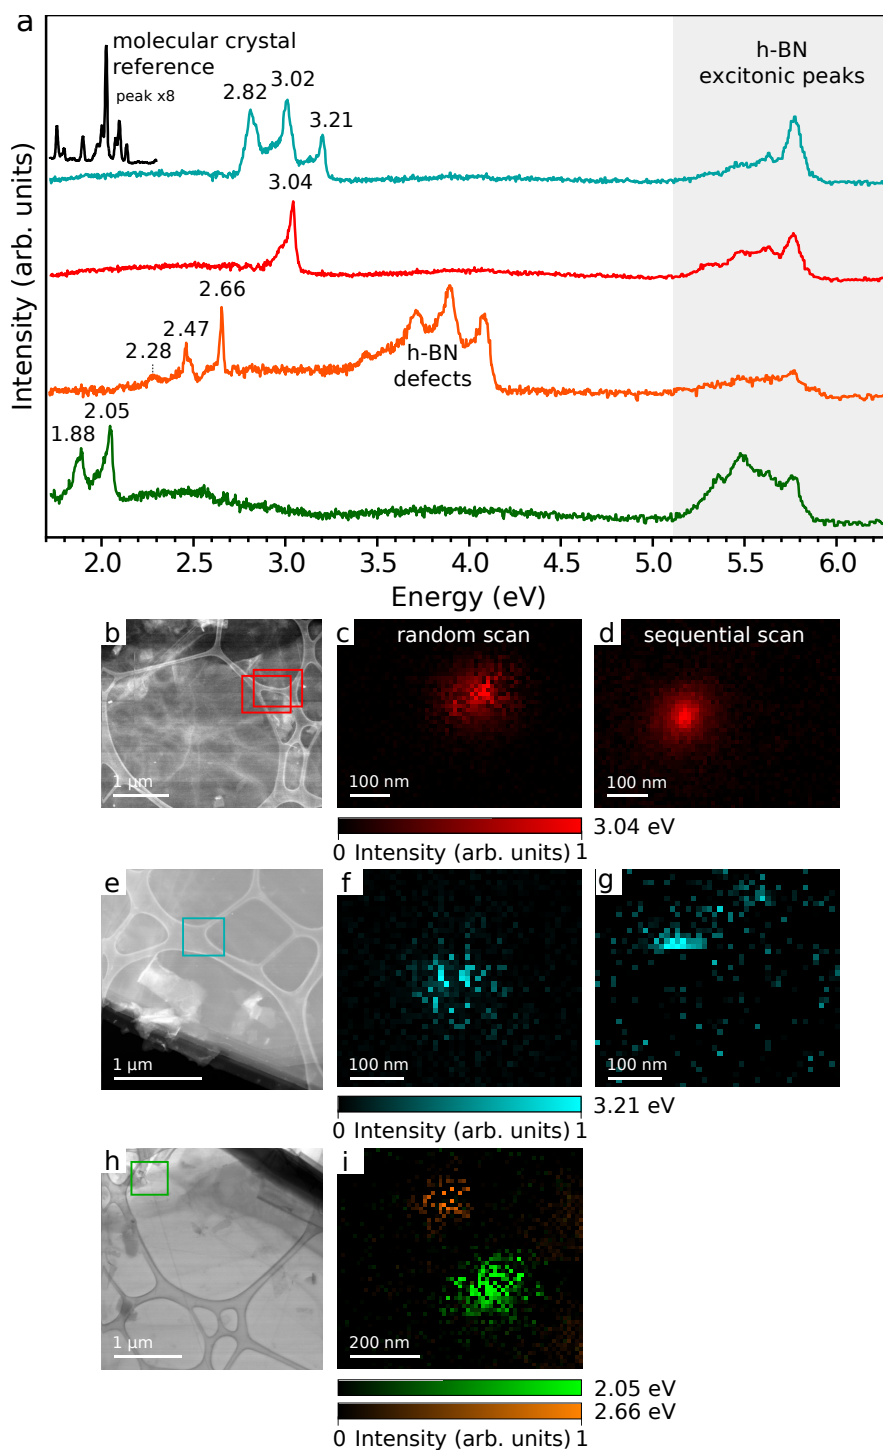 a
molecular crystal
reference
peak x8
2.82
3.02
3.21
h-BN
excitonic peaks
3.04
2.66
2.47
2.28
h-BN
defects
2.05
1.88
Intensity (arb. units)
2.0 2.5 3.0 3.5 4.0 4.5 5.0 5.5 6.0
Energy (eV)
b
1 µm
c
random scan
100 nm
d
sequential scan
100 nm
3.04 eV
0 Intensity (arb. units) 1
e
1 µm
f
100 nm
g
100 nm
3.21 eV
0 Intensity (arb. units) 1
h
1 µm
i
200 nm
2.05 eV
2.66 eV
0 Intensity (arb. units) 1